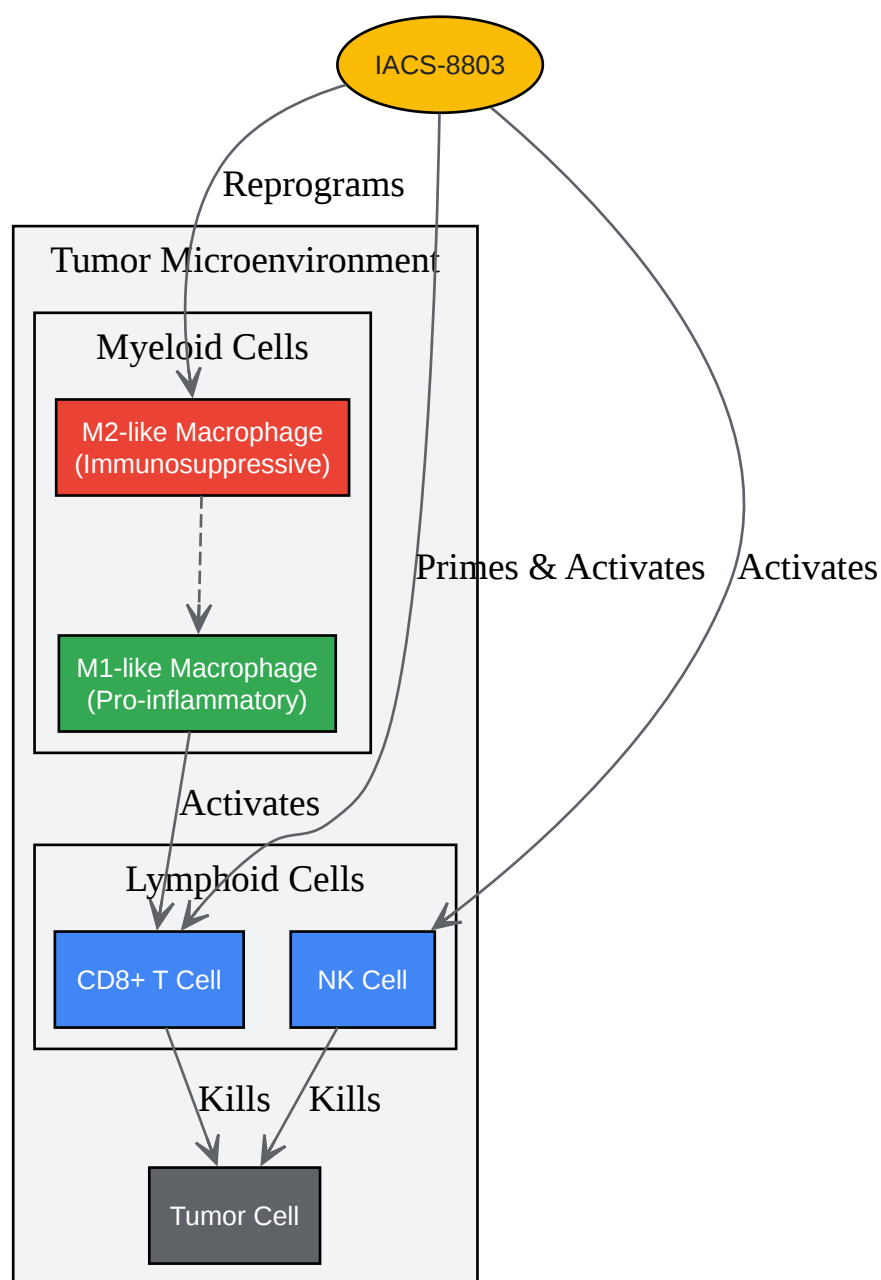 IACS-8803
Reprograms
Tumor Microenvironment
Myeloid Cells
M2-like Macrophage
(Immunosuppressive)
Primes & Activates
Activates
M1-like Macrophage
(Pro-inflammatory)
Activates
Lymphoid Cells
CD8+ T Cell
NK Cell
Kills
Kills
Tumor Cell